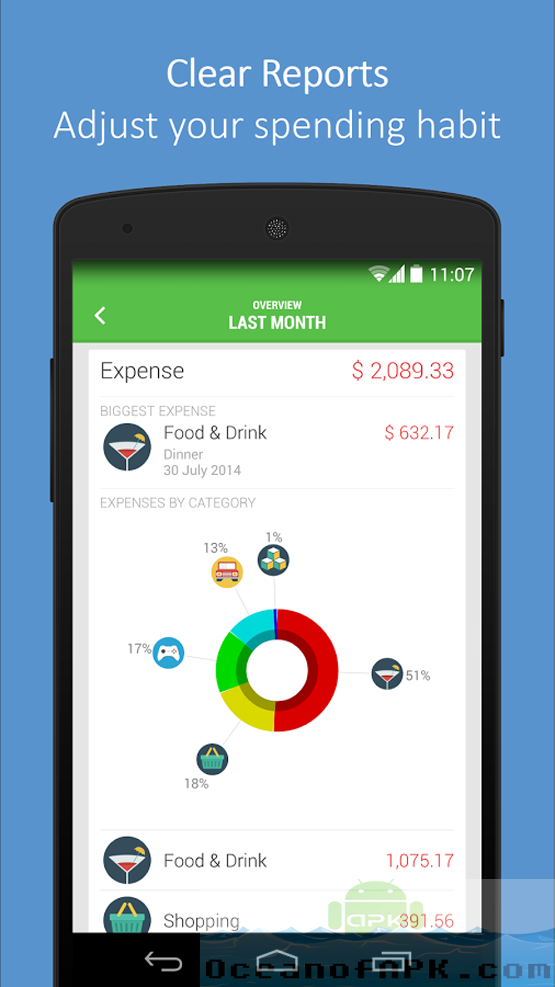 Clear Reports
Adjust your spending habit
11:07
OVERVIEW
LAST MONTH
Expense $ 2,089.33
BIGGEST EXPENSE
Food & Drink $ 632.17
Dinner
30 July 2014
EXPENSES BY CATEGORY
1%
13%
17%
51%
18%
Food & Drink 1,075.17
Shopping 391.56
APK
OceanofAPK.com